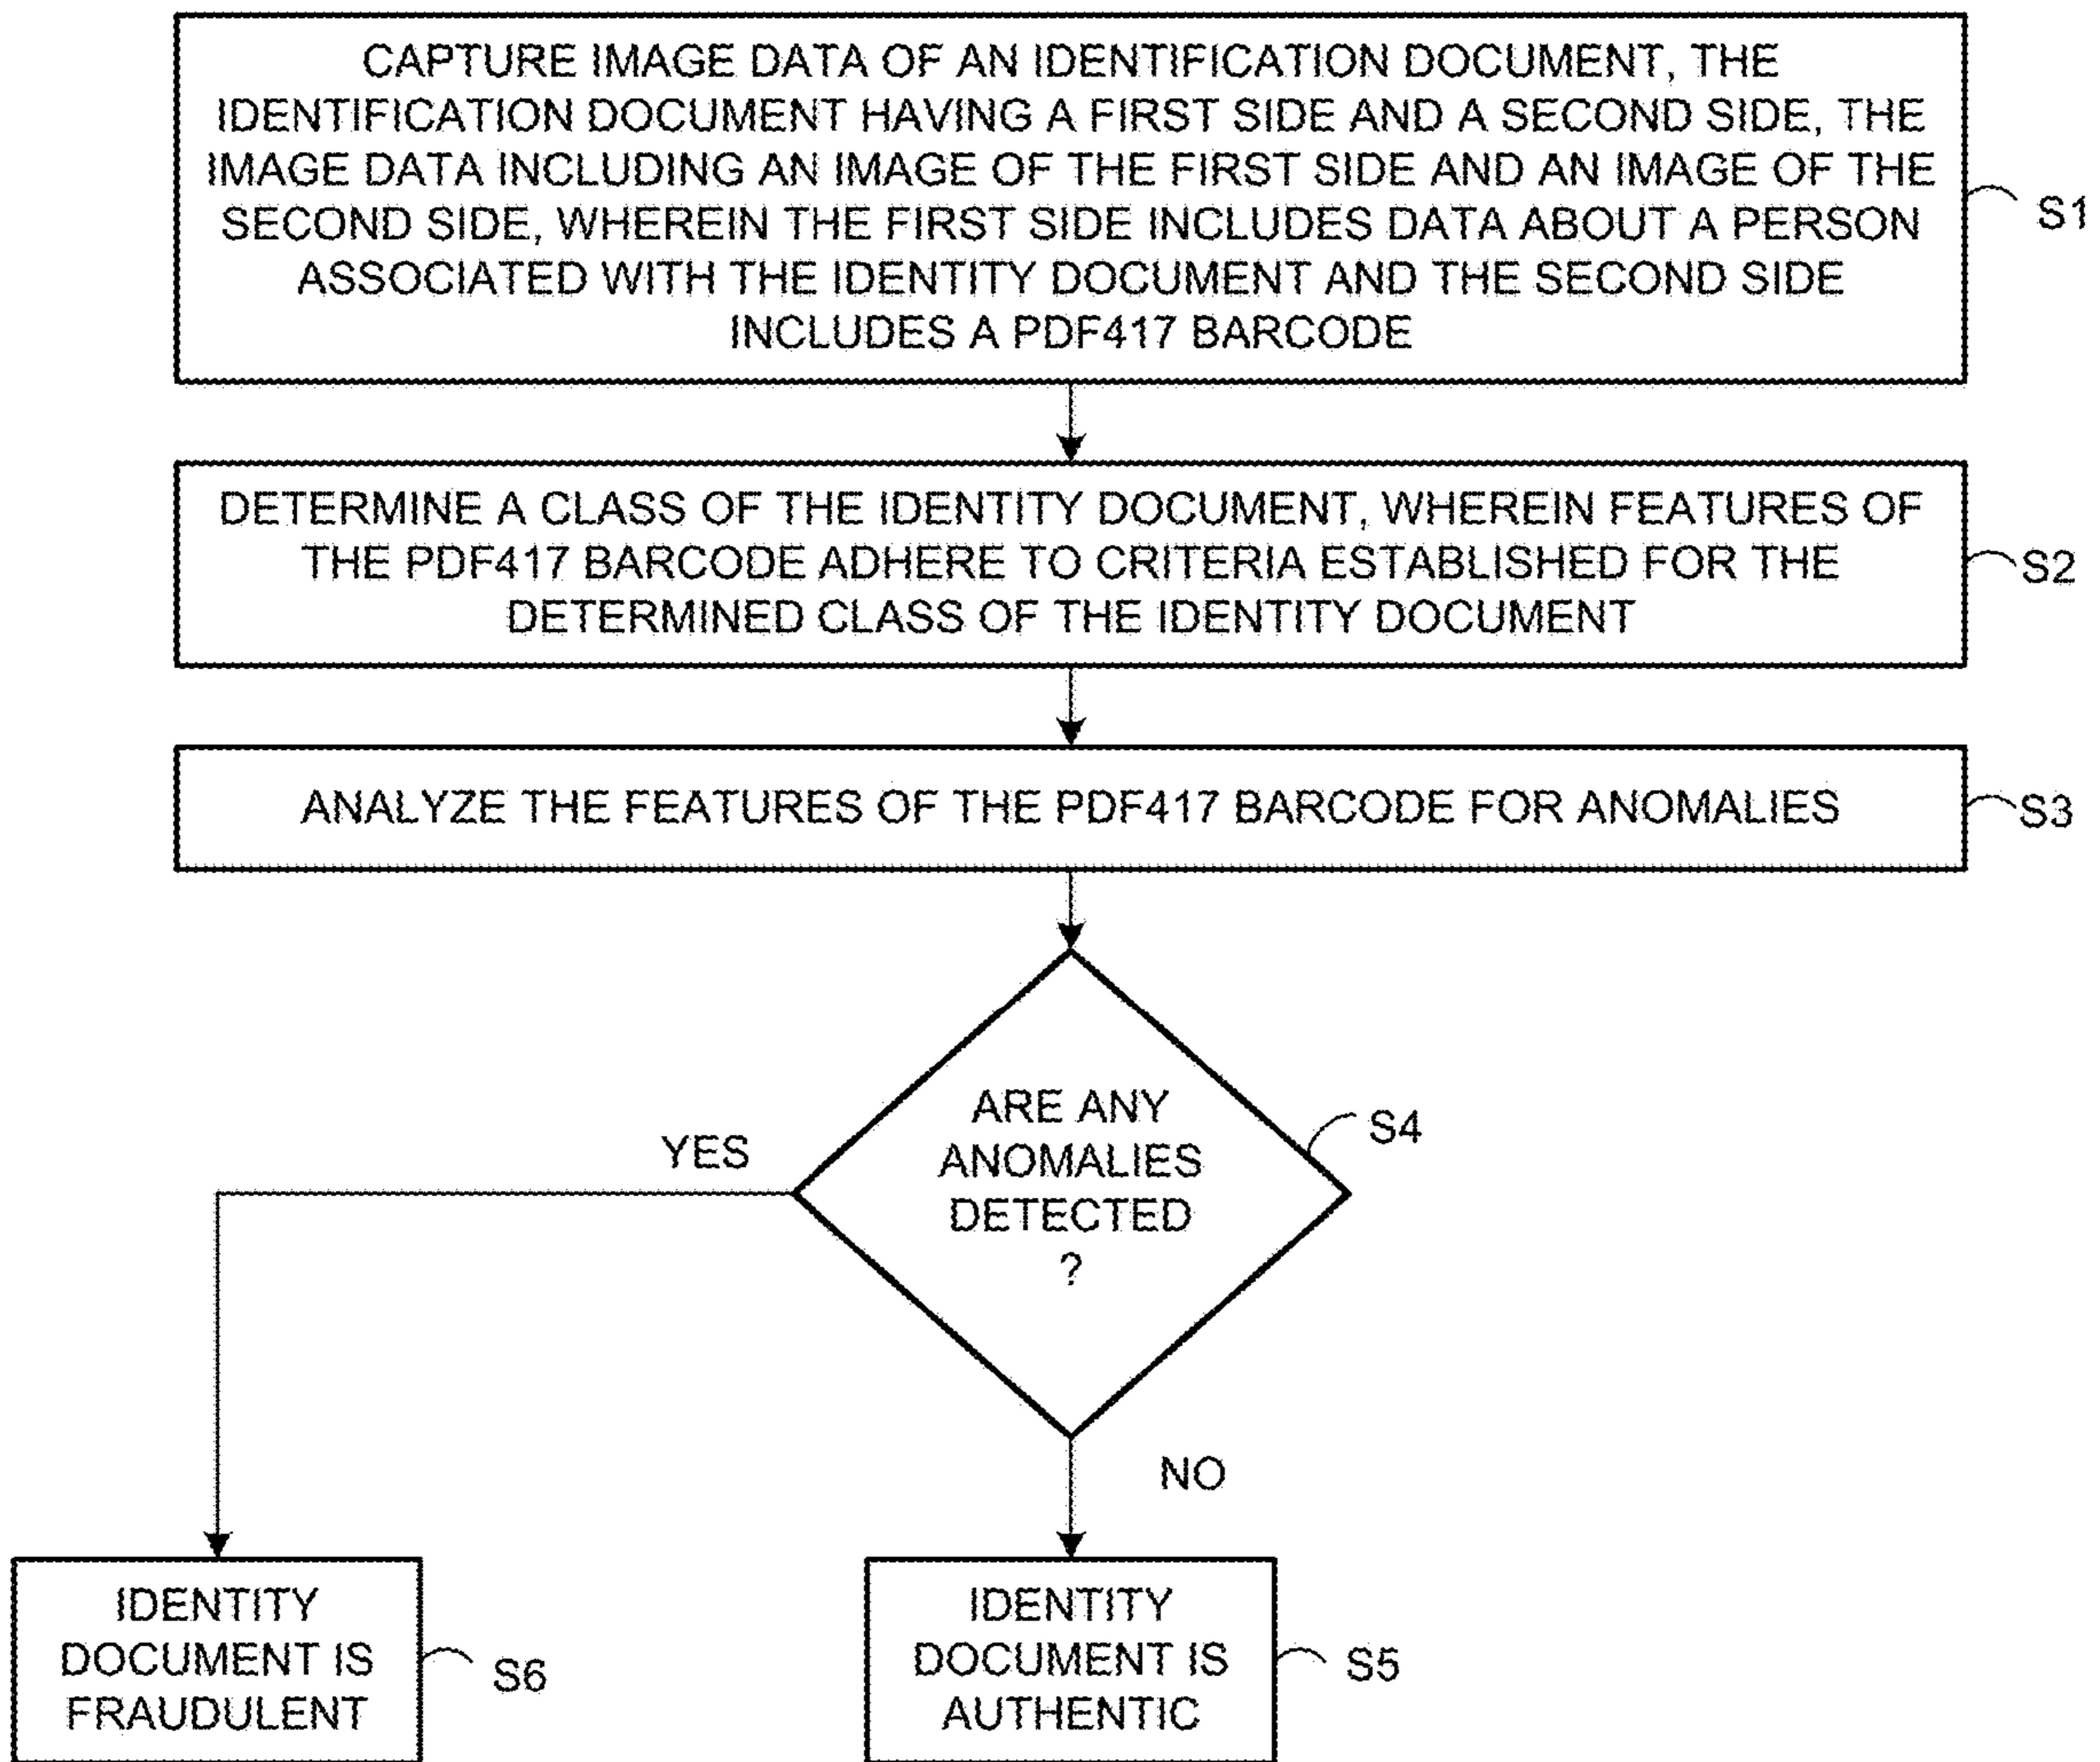 CAPTURE IMAGE DATA OF AN IDENTIFICATION DOCUMENT, THE
IDENTIFICATION DOCUMENT HAVING A FIRST SIDE AND A SECOND SIDE, THE
IMAGE DATA INCLUDING AN IMAGE OF THE FIRST SIDE AND AN IMAGE OF THE
SECOND SIDE, WHEREIN THE FIRST SIDE INCLUDES DATA ABOUT A PERSON
ASSOCIATED WITH THE IDENTITY DOCUMENT AND THE SECOND SIDE
INCLUDES A PDF417 BARCODE
S1
DETERMINE A CLASS OF THE IDENTITY DOCUMENT, WHEREIN FEATURES OF
THE PDF417 BARCODE ADHERE TO CRITERIA ESTABLISHED FOR THE
DETERMINED CLASS OF THE IDENTITY DOCUMENT
S2
ANALYZE THE FEATURES OF THE PDF417 BARCODE FOR ANOMALIES
S3
ARE ANY
ANOMALIES
DETECTED
?
S4
YES
NO
IDENTITY
DOCUMENT IS
FRAUDULENT
S6
IDENTITY
DOCUMENT IS
AUTHENTIC
S5